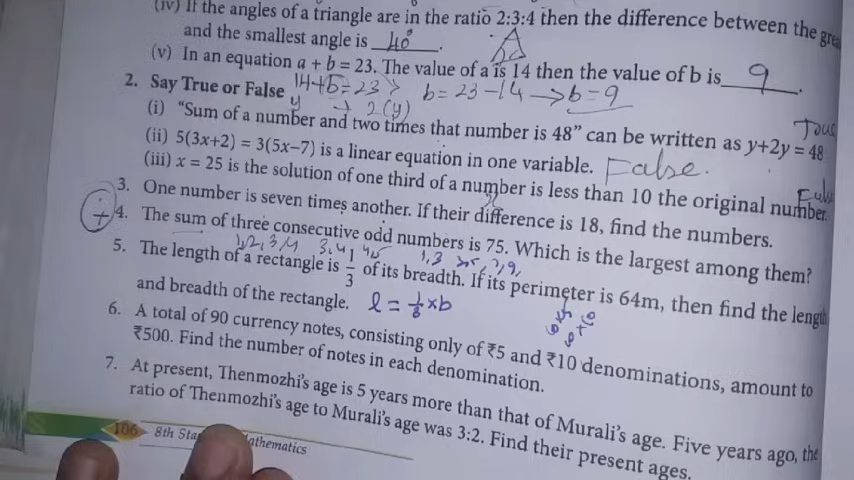 (iv) If the angles of a triangle are in the ratio 2:3:4 then the difference between the
and the smallest angle is 40°.
(v) In an equation a + b = 23. The value of a is 14 then the value of b is 9.
14+b=23 b = 23 - 14 → b = 9
2. Say True or False
y → 2(y)
(i) "Sum of a number and two times that number is 48" can be written as y+2y = 48
(ii) 5(3x+2) = 3(5x−7) is a linear equation in one variable. False.
(iii) x = 25 is the solution of one third of a number is less than 10 the original number.
3. One number is seven times another. If their difference is 18, find the numbers.
4. The sum of three consecutive odd numbers is 75. Which is the largest among them?
5. The length of a rectangle is 1/3 of its breadth. If its perimeter is 64m, then find the length
and breadth of the rectangle. l = 1/3 × b
6. A total of 90 currency notes, consisting only of ₹5 and ₹10 denominations, amount to
₹500. Find the number of notes in each denomination.
7. At present, Thenmozhi's age is 5 years more than that of Murali's age. Five years ago, the
ratio of Thenmozhi's age to Murali's age was 3:2. Find their present ages.
106 8th Mathematics